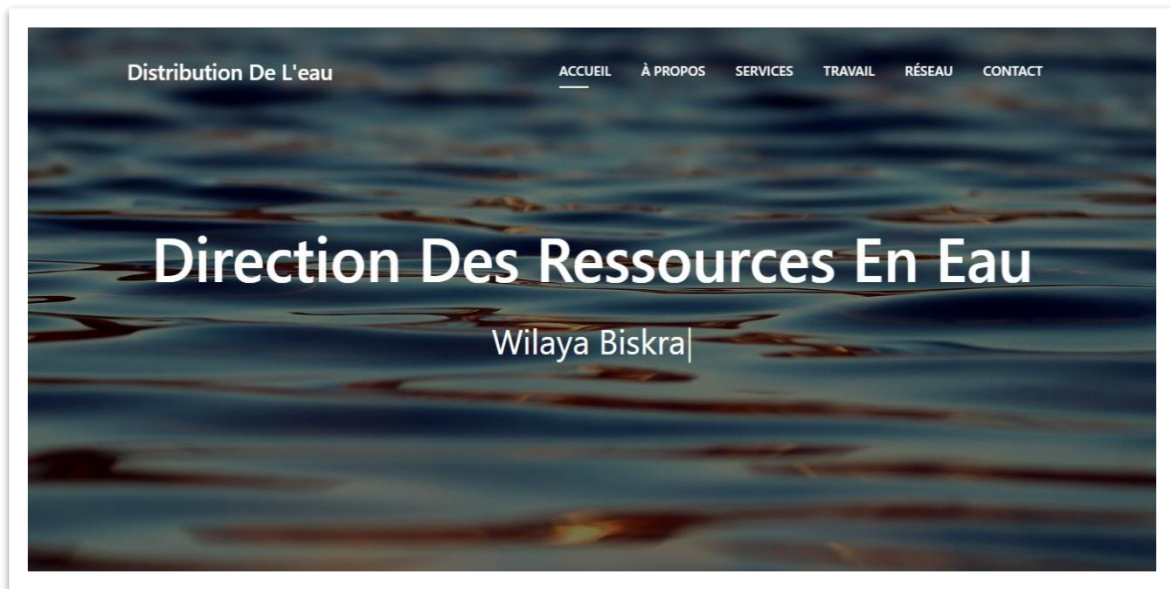 Distribution De L'eau
ACCUEIL À PROPOS SERVICES TRAVAIL RÉSEAU CONTACT
Direction Des Ressources En Eau
Wilaya Biskra|